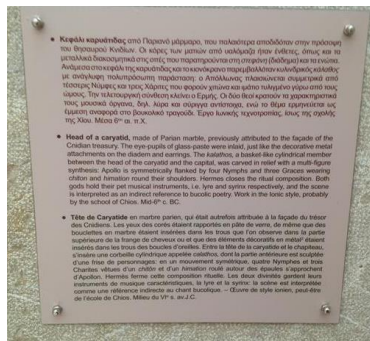 • Κεφάλι καρυάτιδας από Παριανό μάρμαρο, που παλαιότερα αποδιδόταν στην πρόσοψη
του θησαυρού Κνιδίων. Οι κόρες των ματιών από υαλόμαζα ήταν ένθετες, όπως και τα
μεταλλικά διακοσμητικά στις οπές που παρατηρούνται στη στεφάνη (διάδημα) και τα ενώτια.
Ανάμεσα στο κεφάλι της καρυάτιδας και το κιονόκρανο παρεμβαλλόταν κυλινδρικός κάλαθος
με ανάγλυφη πολυπρόσωπη παράσταση: ο Απόλλωνας πλαισιώνεται συμμετρικά από
τέσσερις Νύμφες και τρεις Χάριτες που φορούν χιτώνα και ιμάτιο τυλιγμένο γύρω από τους
ώμους. Την τελετουργική σύνθεση κλείνει ο Ερμής. Οι δύο θεοί κρατούν τα χαρακτηριστικά
τους μουσικά όργανα, δηλ. λύρα και σύριγγα αντίστοιχα, ενώ το θέμα ερμηνεύεται ως
έμμεση αναφορά στο βουκολικό τραγούδι. Έργο Ιωνικής τεχνοτροπίας, ίσως της σχολής
της Χίου. Μέσα 6ου αι. π.Χ.
• Head of a caryatid, made of Parian marble, previously attributed to the façade of the
Cnidian treasury. The eye-pupils of glass-paste were inlaid, just like the decorative metal
attachments on the diadem and earrings. The kalathos, a basket-like cylindrical member
between the head of the caryatid and the capital, was carved in relief with a multi-figure
synthesis: Apollo is symmetrically flanked by four Nymphs and three Graces wearing
chiton and himation round their shoulders. Hermes closes the ritual composition. Both
gods hold their pet musical instruments, i.e. lyre and syrinx respectively, and the scene
is interpreted as an indirect reference to bucolic poetry. Work in the Ionic style, probably
by the school of Chios. Mid-6th c. BC.
• Tête de Caryatide en marbre parien, qui était autrefois attribuée à la façade du trésor
des Cnidiens. Les yeux des cores étaient rapportés en pâte de verre, de même que des
bouclettes en marbre étaient insérées dans les trous que l'on observe dans la partie
supérieure de la frange de cheveux ou et que des éléments décoratifs en métal étaient
insérés dans les trous des boucles d'oreilles. Entre la tête de la caryatide et le chapiteau,
s'insère une corbeille cylindrique appelée calathos, dont la partie antérieure est sculptée
d'une frise de personnages: en un mouvement symétrique, quatre Nymphes et trois
Charites vêtues d'un chitôn et d'un himation roulé autour des épaules s'approchent
d'Apollon. Hermès ferme cette composition rituelle. Les deux divinités gardent leurs
instruments de musique caractéristiques, la lyre et la syrinx: la scène est interprétée
comme une référence indirecte au chant bucolique. – Œuvre de style ionien, peut-être
de l'école de Chios. Milieu du VIe s. av.J.C.